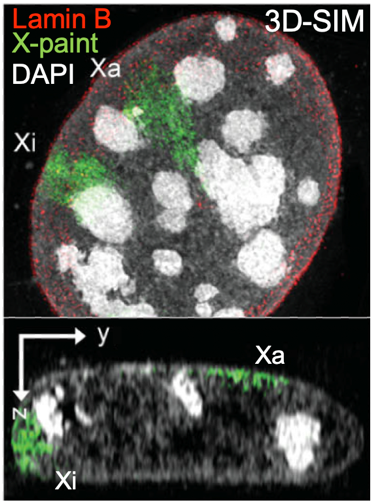 Lamin B
3D-SIM
X-paint
DAPI
Xa
Xi
y
z
Xa
Xi